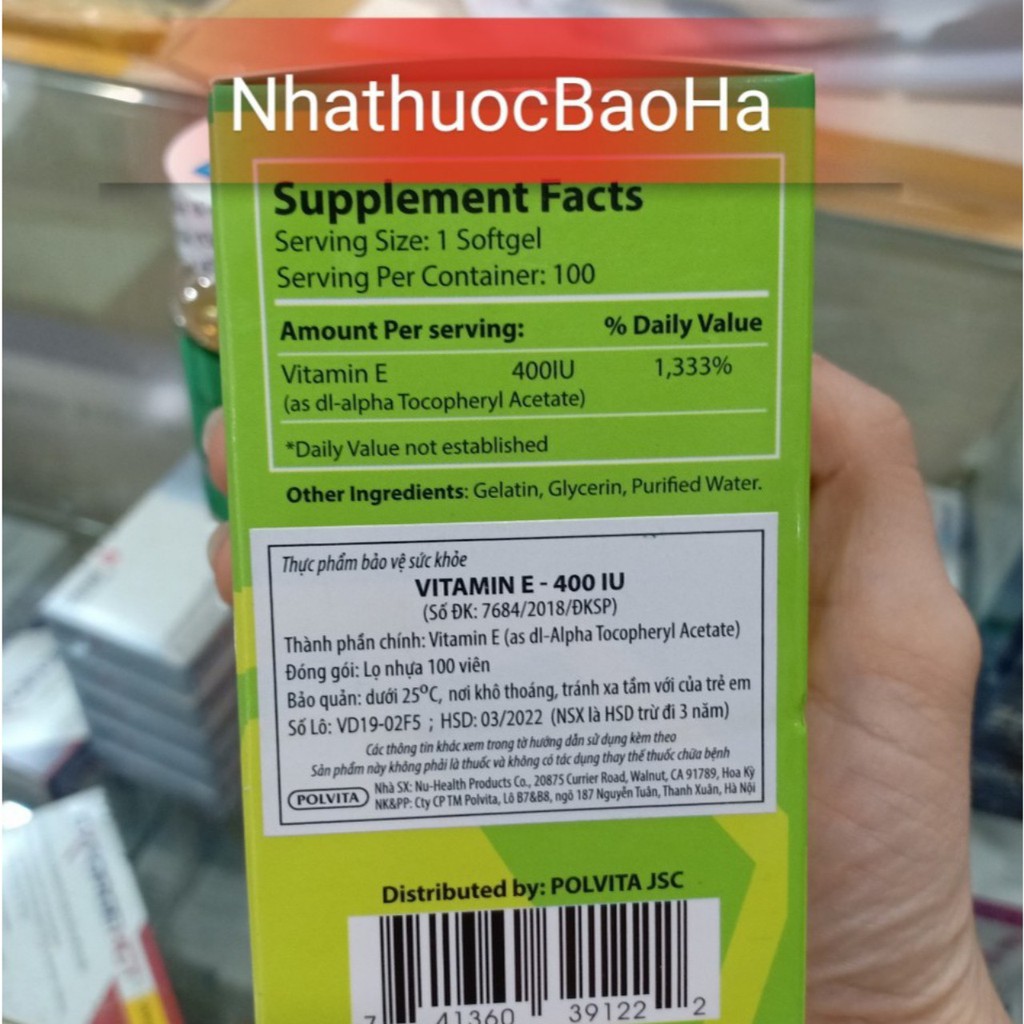 NhathuocBaoHa
Supplement Facts
Serving Size: 1 Softgel
Serving Per Container: 100
Amount Per serving: % Daily Value
Vitamin E 400IU 1,333%
(as dl-alpha Tocopheryl Acetate)
*Daily Value not established
Other Ingredients: Gelatin, Glycerin, Purified Water.
Thực phẩm bảo vệ sức khỏe
VITAMIN E - 400 IU
(Số ĐK: 7684/2018/ĐKSP)
Thành phần chính: Vitamin E (as dl-Alpha Tocopheryl Acetate)
Đóng gói: Lọ nhựa 100 viên
Bảo quản: dưới 25⁰C, nơi khô thoáng, tránh xa tầm với của trẻ em
Số Lô: VD19-02F5 ; HSD: 03/2022 (NSX là HSD trừ đi 3 năm)
Các thông tin khác xem trong tờ hướng dẫn sử dụng kèm theo
Sản phẩm này không phải là thuốc và không có tác dụng thay thế thuốc chữa bệnh
POLVITA
Nhà SX: Nu-Health Products Co., 20875 Currier Road, Walnut, CA 91789, Hoa Kỳ
NK&PP: Cty CP TM Polvita, Lô B7&B8, ngõ 187 Nguyễn Tuân, Thanh Xuân, Hà Nội
Distributed by: POLVITA JSC
7 41360 39122 2